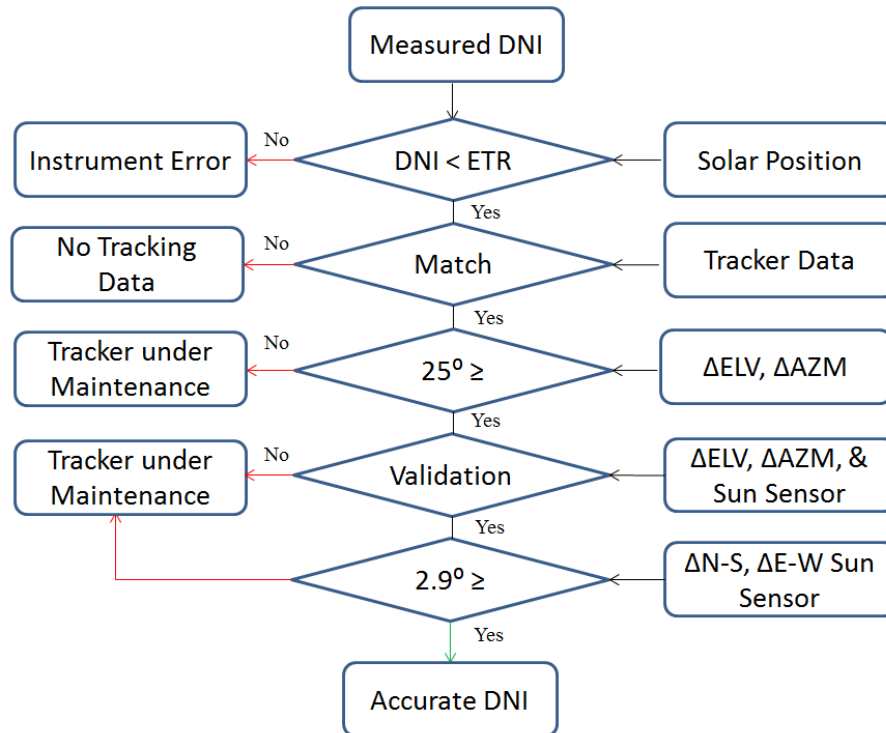 Measured DNI
No
Instrument Error
DNI < ETR
Solar Position
Yes
No
No Tracking
Data
Match
Tracker Data
Yes
No
Tracker under
Maintenance
25⁰ ≥
ΔELV, ΔAZM
Yes
No
Tracker under
Maintenance
Validation
ΔELV, ΔAZM, &
Sun Sensor
Yes
2.9⁰ ≥
ΔN-S, ΔE-W Sun
Sensor
Yes
Accurate DNI